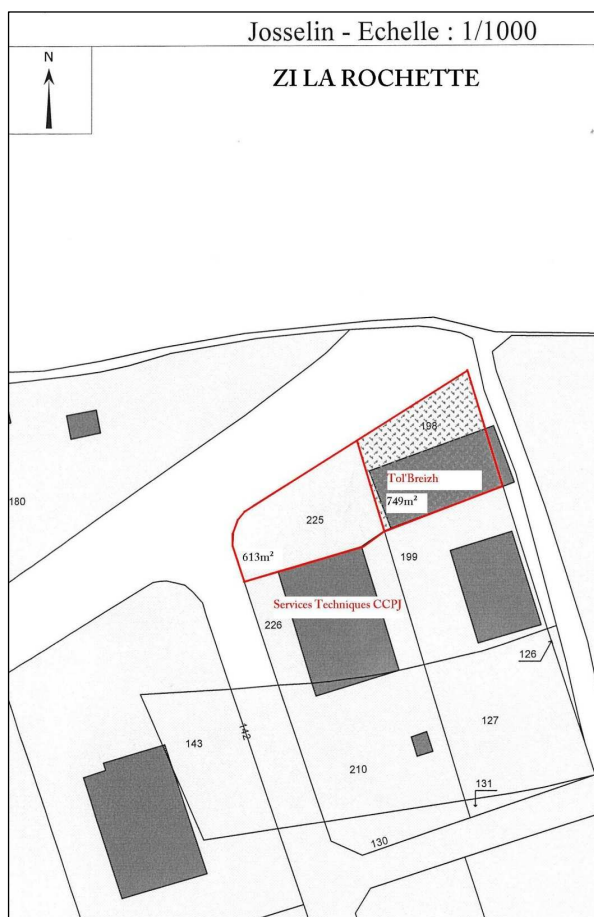 Josselin - Echelle : 1/1000
N
ZI LA ROCHETTE
198
Tol'Breizh
749m²
180
225
613m²
199
Services Techniques CCPJ
226
126
127
142
143
210
131
130